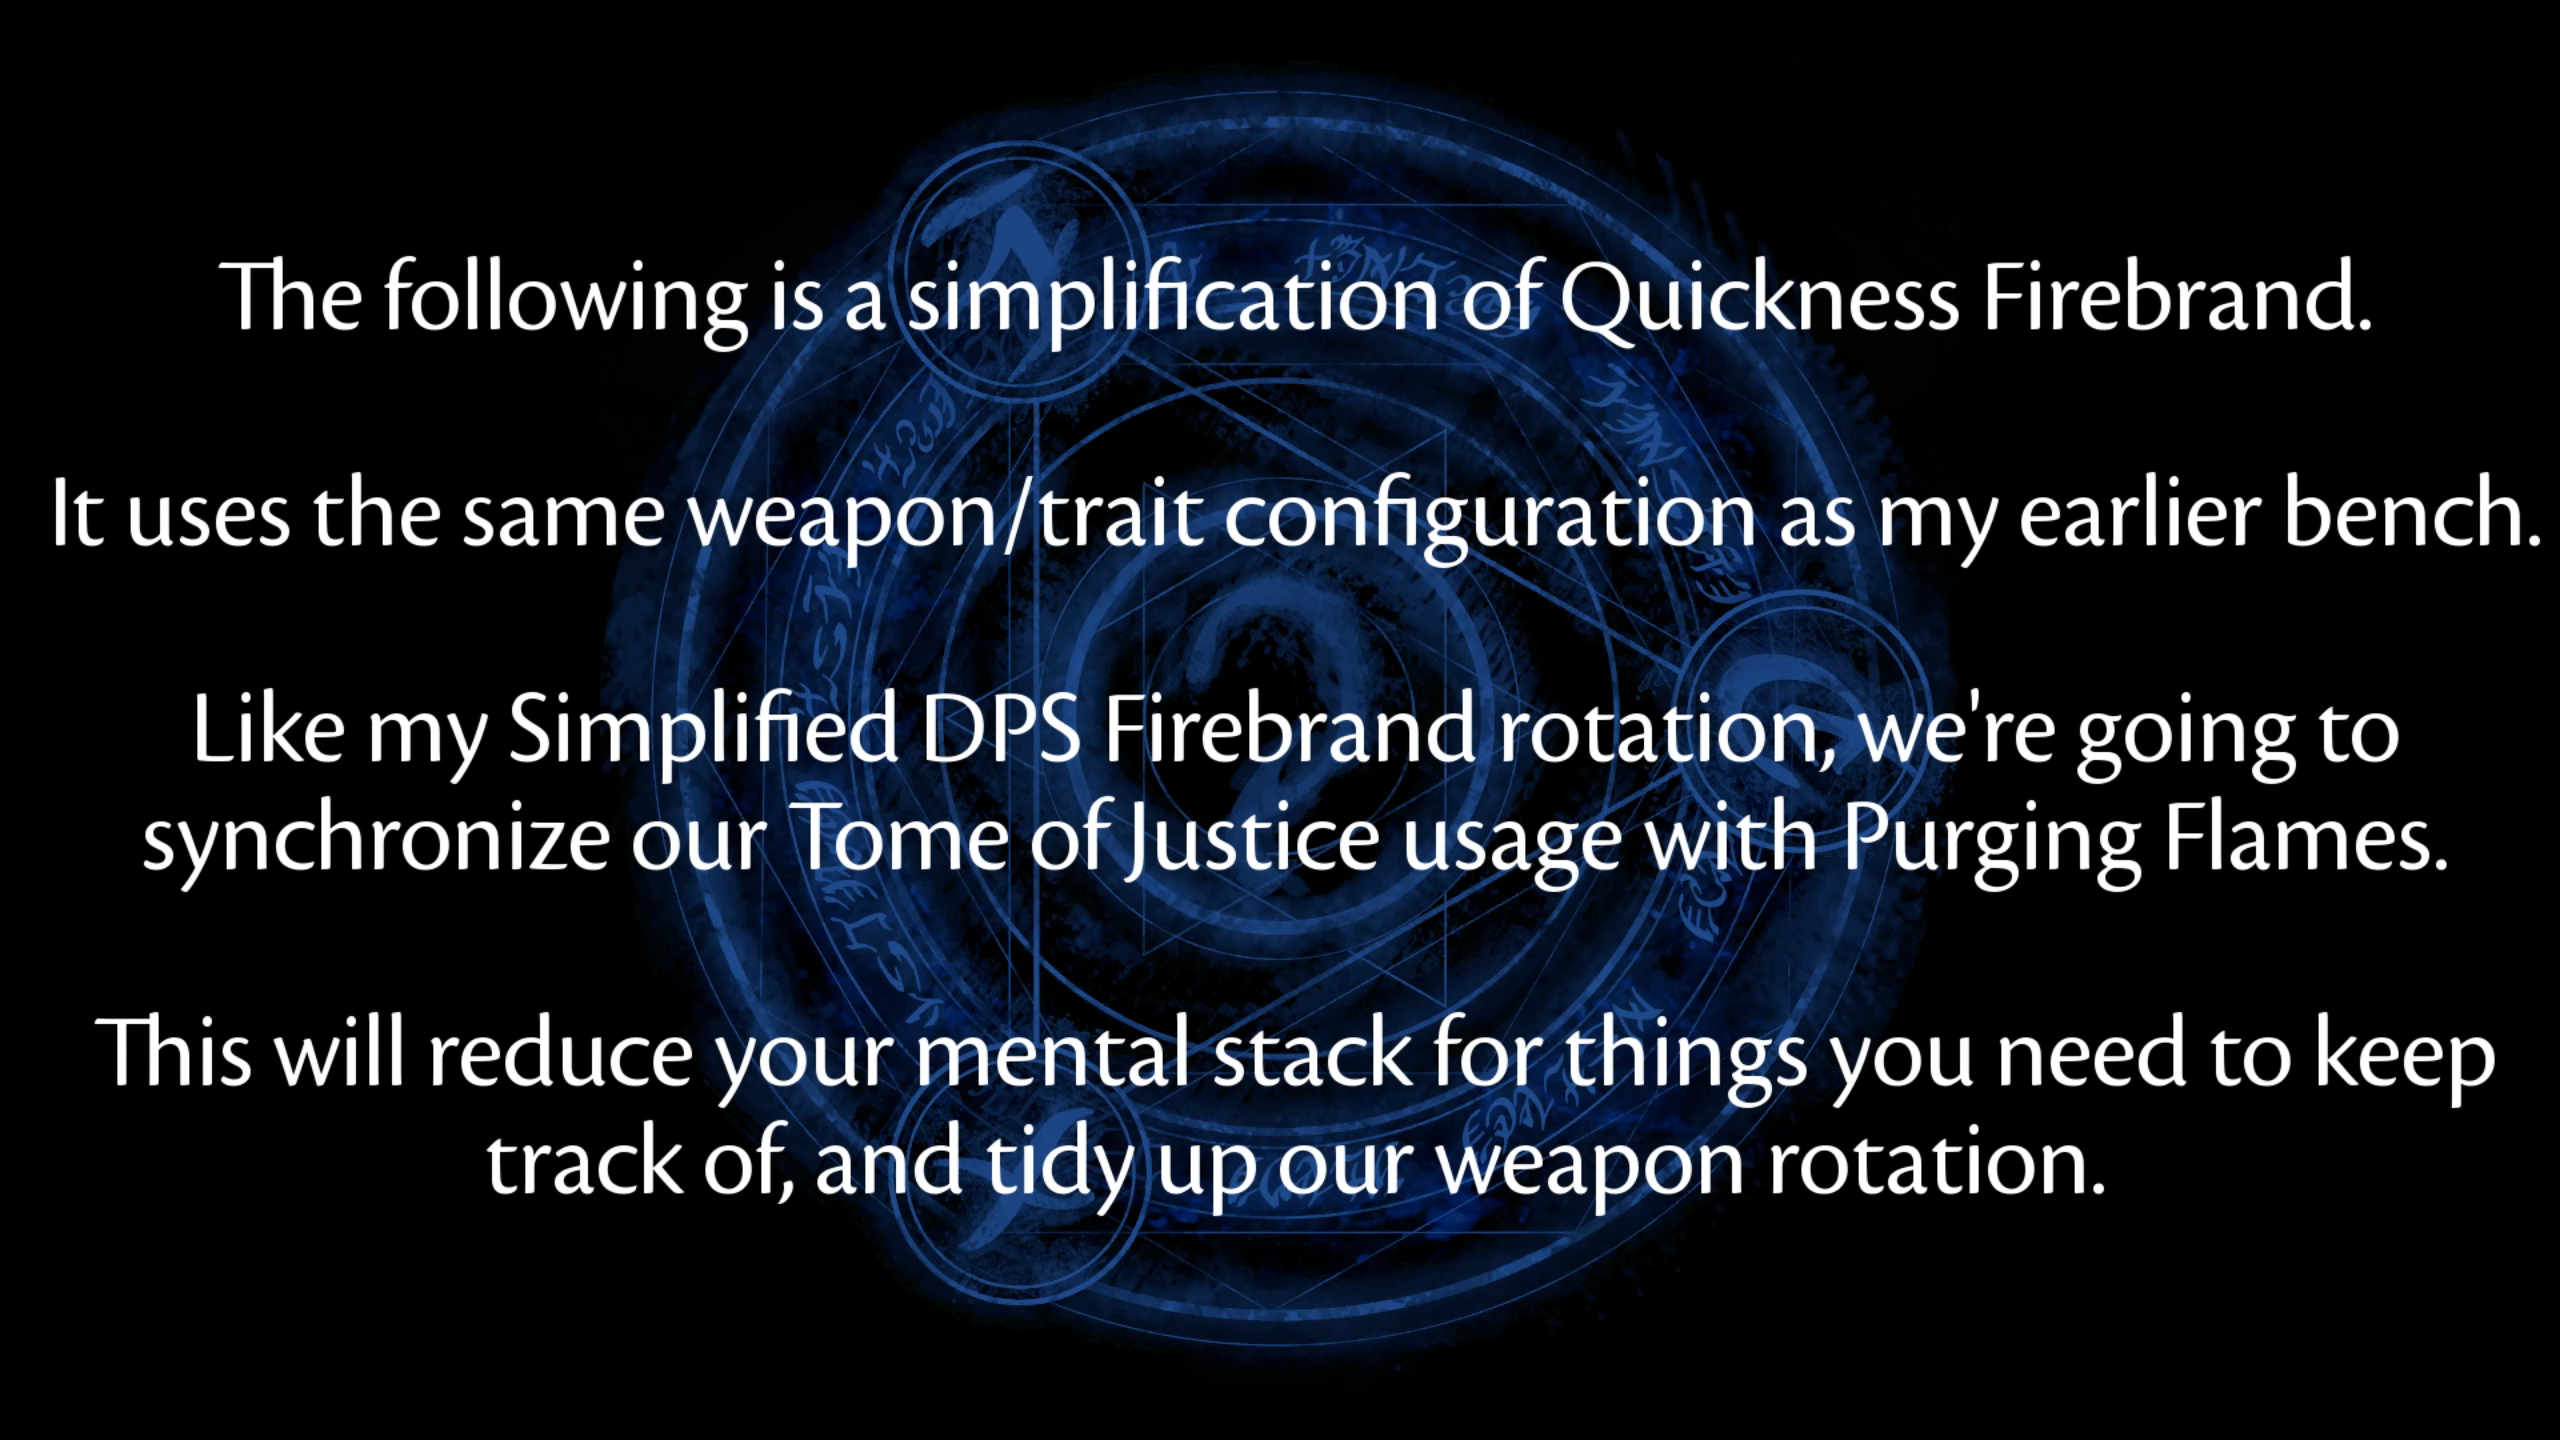 The following is a simplification of Quickness Firebrand.
It uses the same weapon/trait configuration as my earlier bench.
Like my Simplified DPS Firebrand rotation, we're going to
synchronize our Tome of Justice usage with Purging Flames.
This will reduce your mental stack for things you need to keep
track of, and tidy up our weapon rotation.